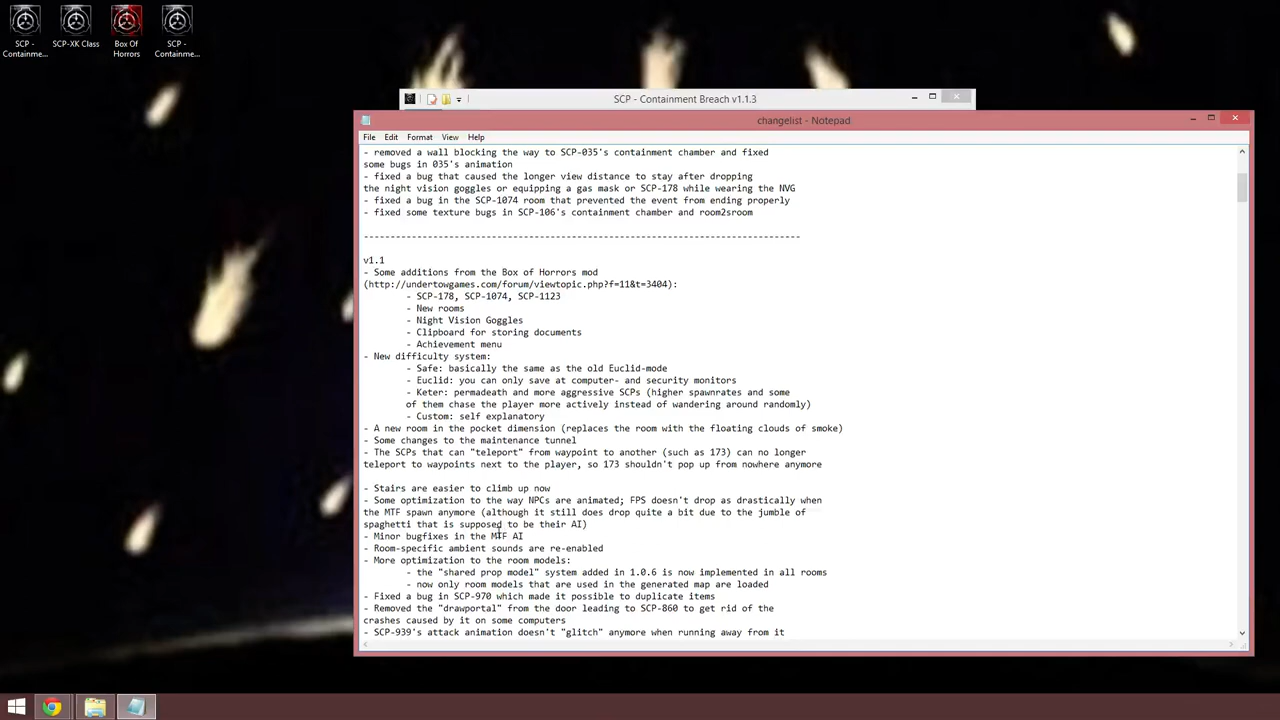 SCP - Containme...
SCP-XK Class
Box Of Horrors
SCP - Containme...
SCP - Containment Breach v1.1.3
changelist - Notepad
File Edit Format View Help
- removed a wall blocking the way to SCP-035's containment chamber and fixed
some bugs in 035's animation
- fixed a bug that caused the longer view distance to stay after dropping
the night vision goggles or equipping a gas mask or SCP-178 while wearing the NVG
- fixed a bug in the SCP-1074 room that prevented the event from ending properly
- fixed some texture bugs in SCP-106's containment chamber and room2sroom
---------------------------------------------------------------------------------
v1.1
- Some additions from the Box of Horrors mod
(http://undertowgames.com/forum/viewtopic.php?f=11&t=3404):
- SCP-178, SCP-1074, SCP-1123
- New rooms
- Night Vision Goggles
- Clipboard for storing documents
- Achievement menu
- New difficulty system:
- Safe: basically the same as the old Euclid-mode
- Euclid: you can only save at computer- and security monitors
- Keter: permadeath and more aggressive SCPs (higher spawnrates and some
of them chase the player more actively instead of wandering around randomly)
- Custom: self explanatory
- A new room in the pocket dimension (replaces the room with the floating clouds of smoke)
- Some changes to the maintenance tunnel
- The SCPs that can "teleport" from waypoint to another (such as 173) can no longer
teleport to waypoints next to the player, so 173 shouldn't pop up from nowhere anymore
- Stairs are easier to climb up now
- Some optimization to the way NPCs are animated; FPS doesn't drop as drastically when
the MTF spawn anymore (although it still does drop quite a bit due to the jumble of
spaghetti that is supposed to be their AI)
- Minor bugfixes in the MTF AI
- Room-specific ambient sounds are re-enabled
- More optimization to the room models:
- the "shared prop model" system added in 1.0.6 is now implemented in all rooms
- now only room models that are used in the generated map are loaded
- Fixed a bug in SCP-970 which made it possible to duplicate items
- Removed the "drawportal" from the door leading to SCP-860 to get rid of the
crashes caused by it on some computers
- SCP-939's attack animation doesn't "glitch" anymore when running away from it